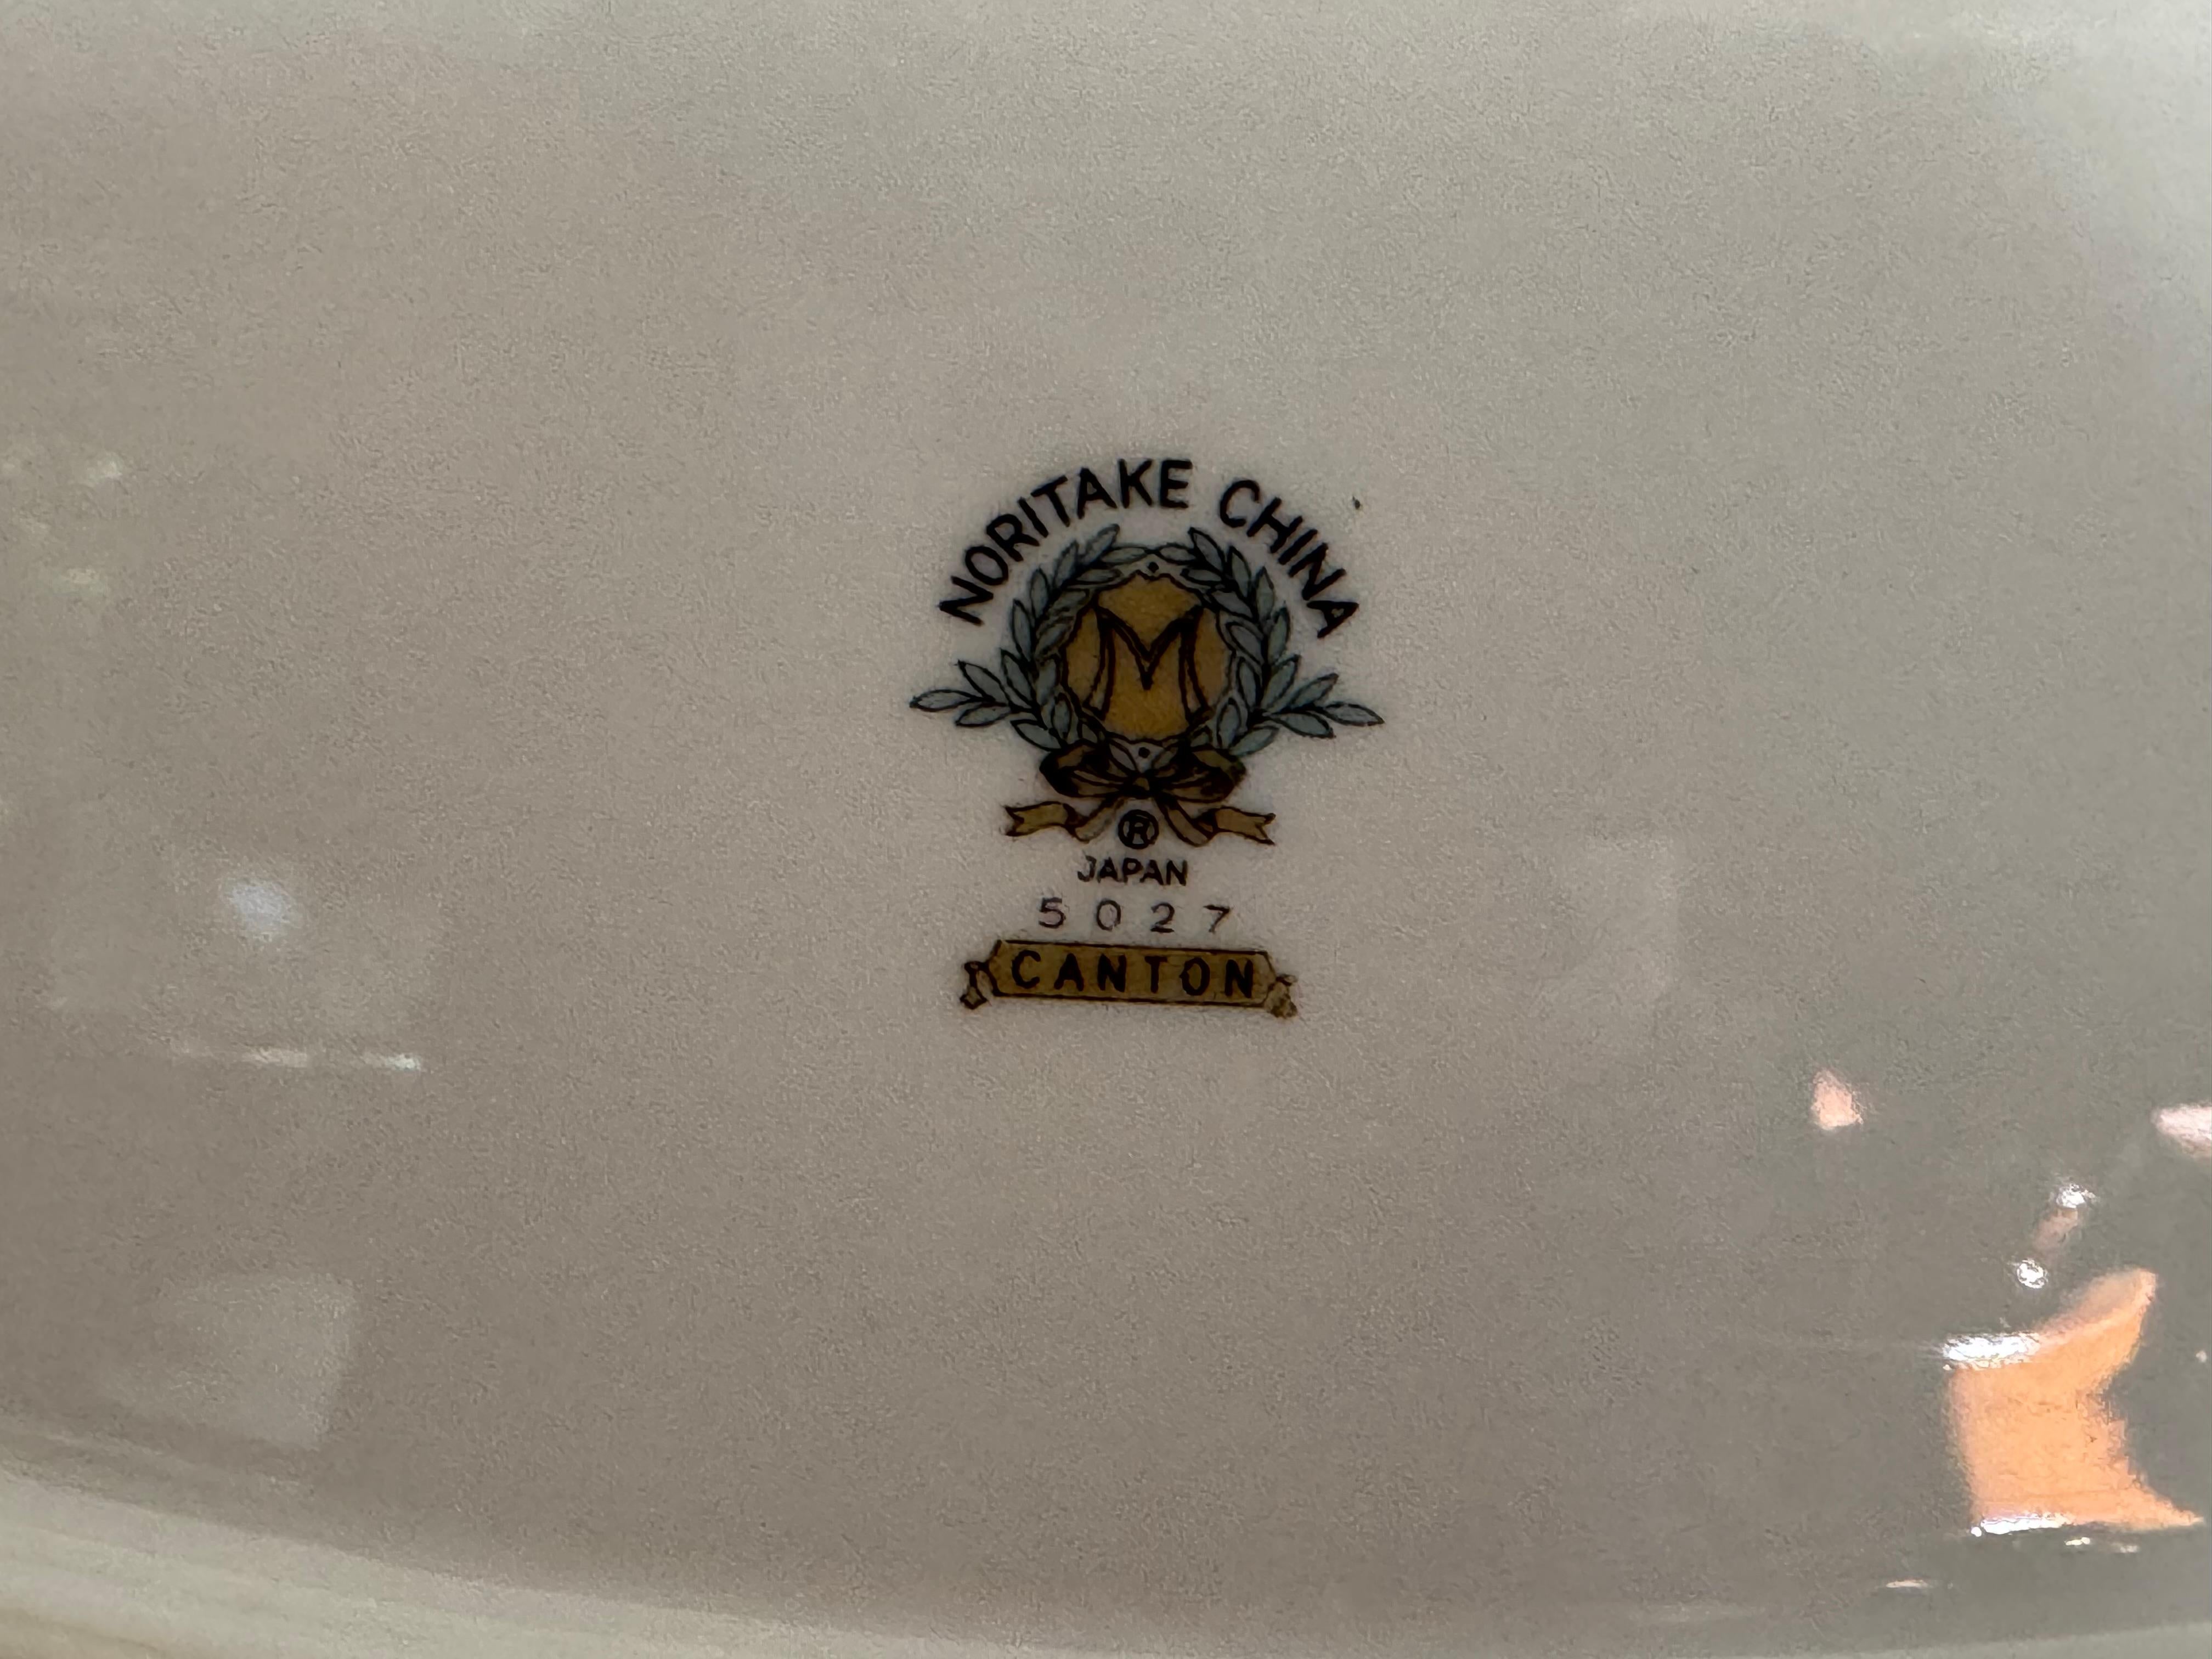 NORITAKE CHINA
M
®
JAPAN
5027
CANTON